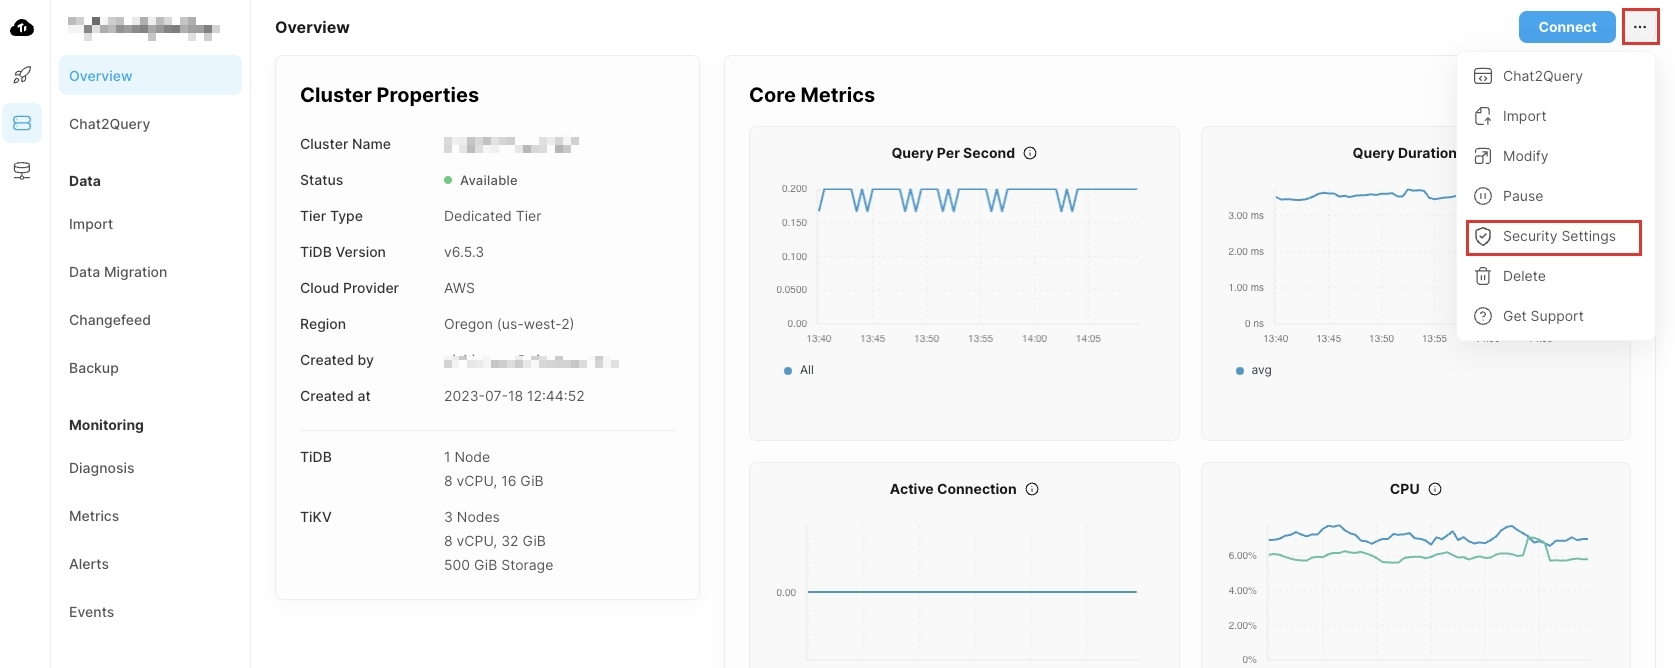 Overview
Connect
...
Overview
Chat2Query
Data
Import
Data Migration
Changefeed
Backup
Monitoring
Diagnosis
Metrics
Alerts
Events
Cluster Properties
Cluster Name
Status Available
Tier Type Dedicated Tier
TiDB Version v6.5.3
Cloud Provider AWS
Region Oregon (us-west-2)
Created by
Created at 2023-07-18 12:44:52
TiDB 1 Node
8 vCPU, 16 GiB
TiKV 3 Nodes
8 vCPU, 32 GiB
500 GiB Storage
Core Metrics
Query Per Second
0.200
0.150
0.100
0.0500
0.00
13:40 13:45 13:50 13:55 14:00 14:05
All
Query Duration
3.00 ms
2.00 ms
1.00 ms
0 ns
13:40 13:45 13:50 13:55
avg
Active Connection
0.00
CPU
6.00%
4.00%
2.00%
0%
Chat2Query
Import
Modify
Pause
Security Settings
Delete
Get Support